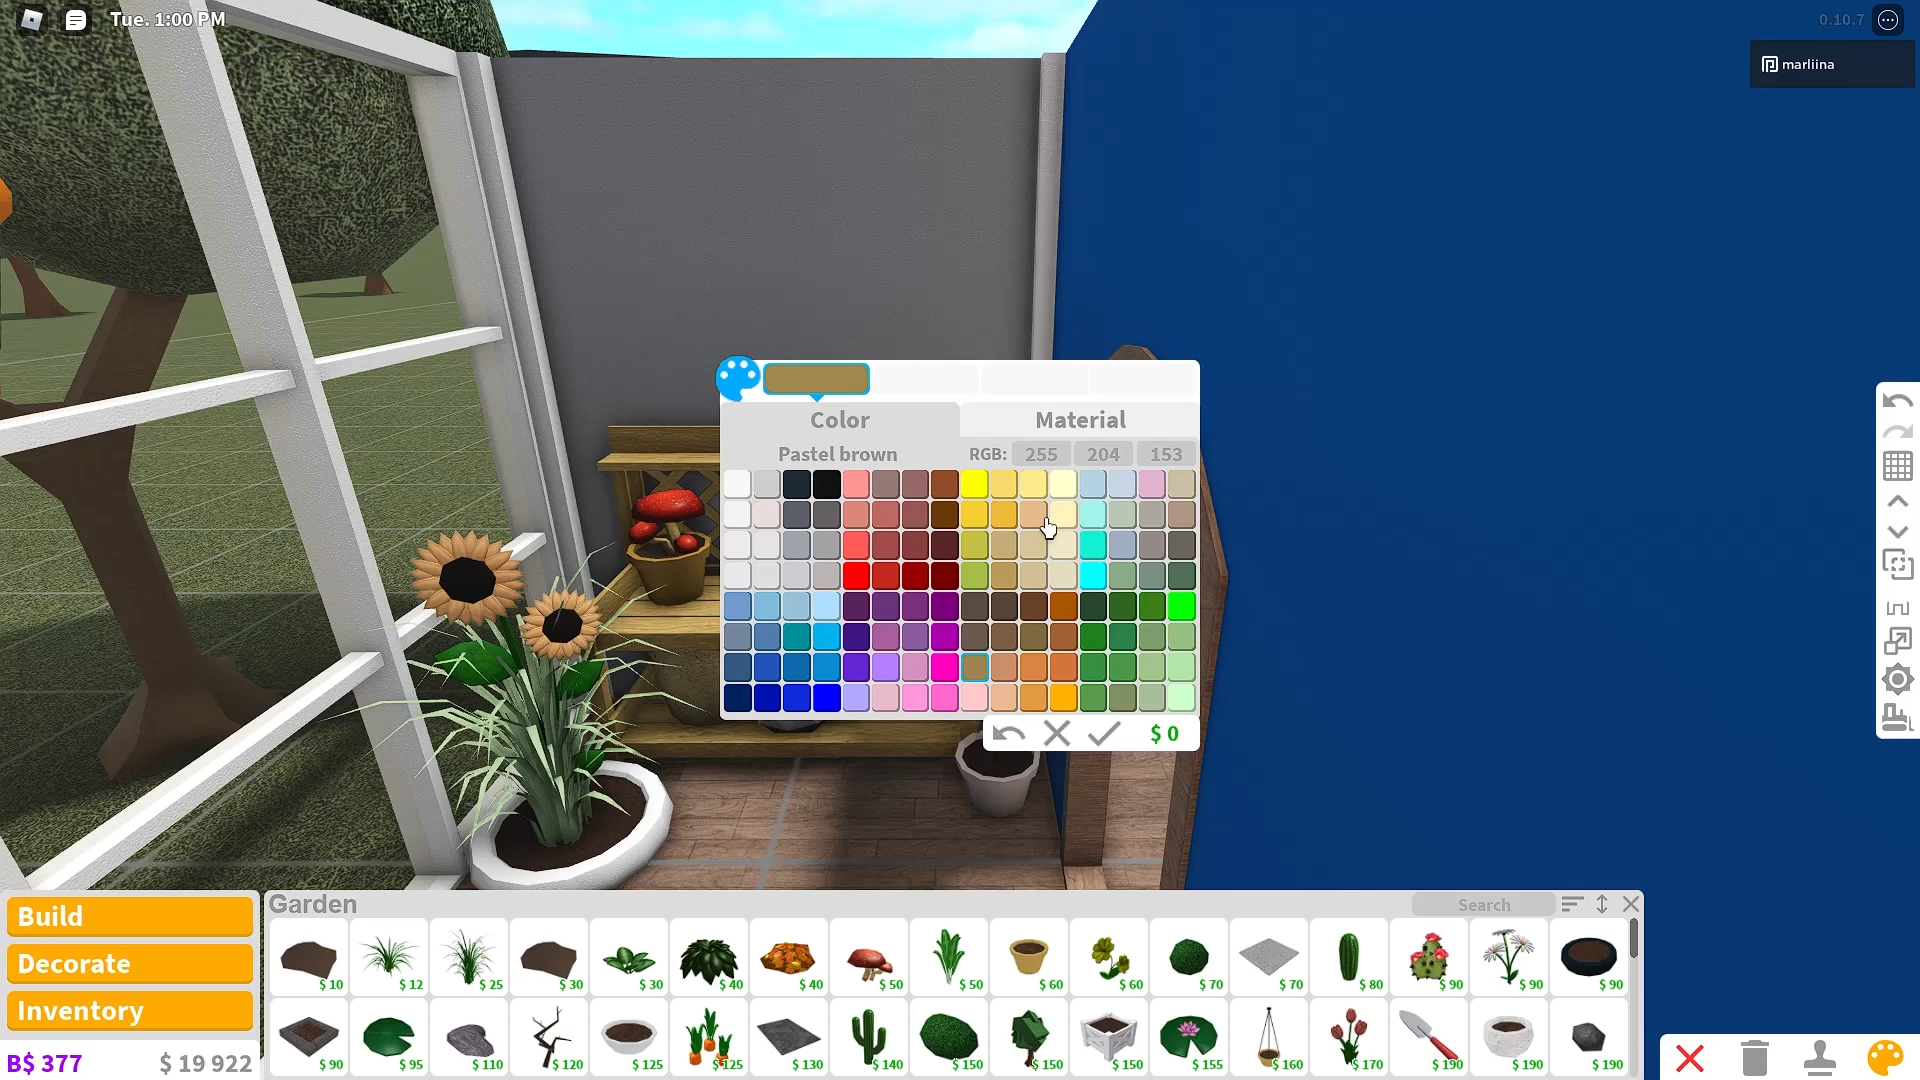 Tue. 1:00 PM
0.10.7
marliina
Color
Material
Pastel brown
RGB: 255 204 153
$ 0
Build
Decorate
Inventory
B$ 377
$ 19 922
Garden
Search
$ 10
$ 12
$ 25
$ 30
$ 30
$ 40
$ 40
$ 50
$ 50
$ 60
$ 60
$ 70
$ 70
$ 80
$ 90
$ 90
$ 90
$ 90
$ 95
$ 110
$ 120
$ 125
$ 125
$ 130
$ 140
$ 150
$ 150
$ 150
$ 155
$ 160
$ 170
$ 190
$ 190
$ 190